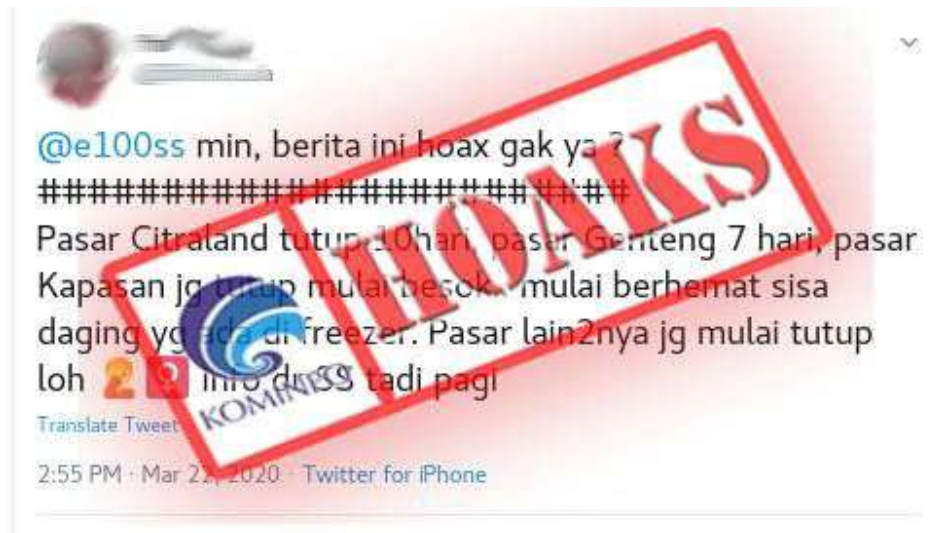 @e100ss min, berita ini hoax gak ya ?
########################
Pasar Citraland tutup 10hari, pasar Genteng 7 hari, pasar
Kapasan jg tutup mulai besok.. mulai berhemat sisa
daging yg ada di freezer. Pasar lain2nya jg mulai tutup
loh info dr SS tadi pagi
Translate Tweet
2:55 PM · Mar 22, 2020 · Twitter for iPhone
HOAKS
KOMINFO